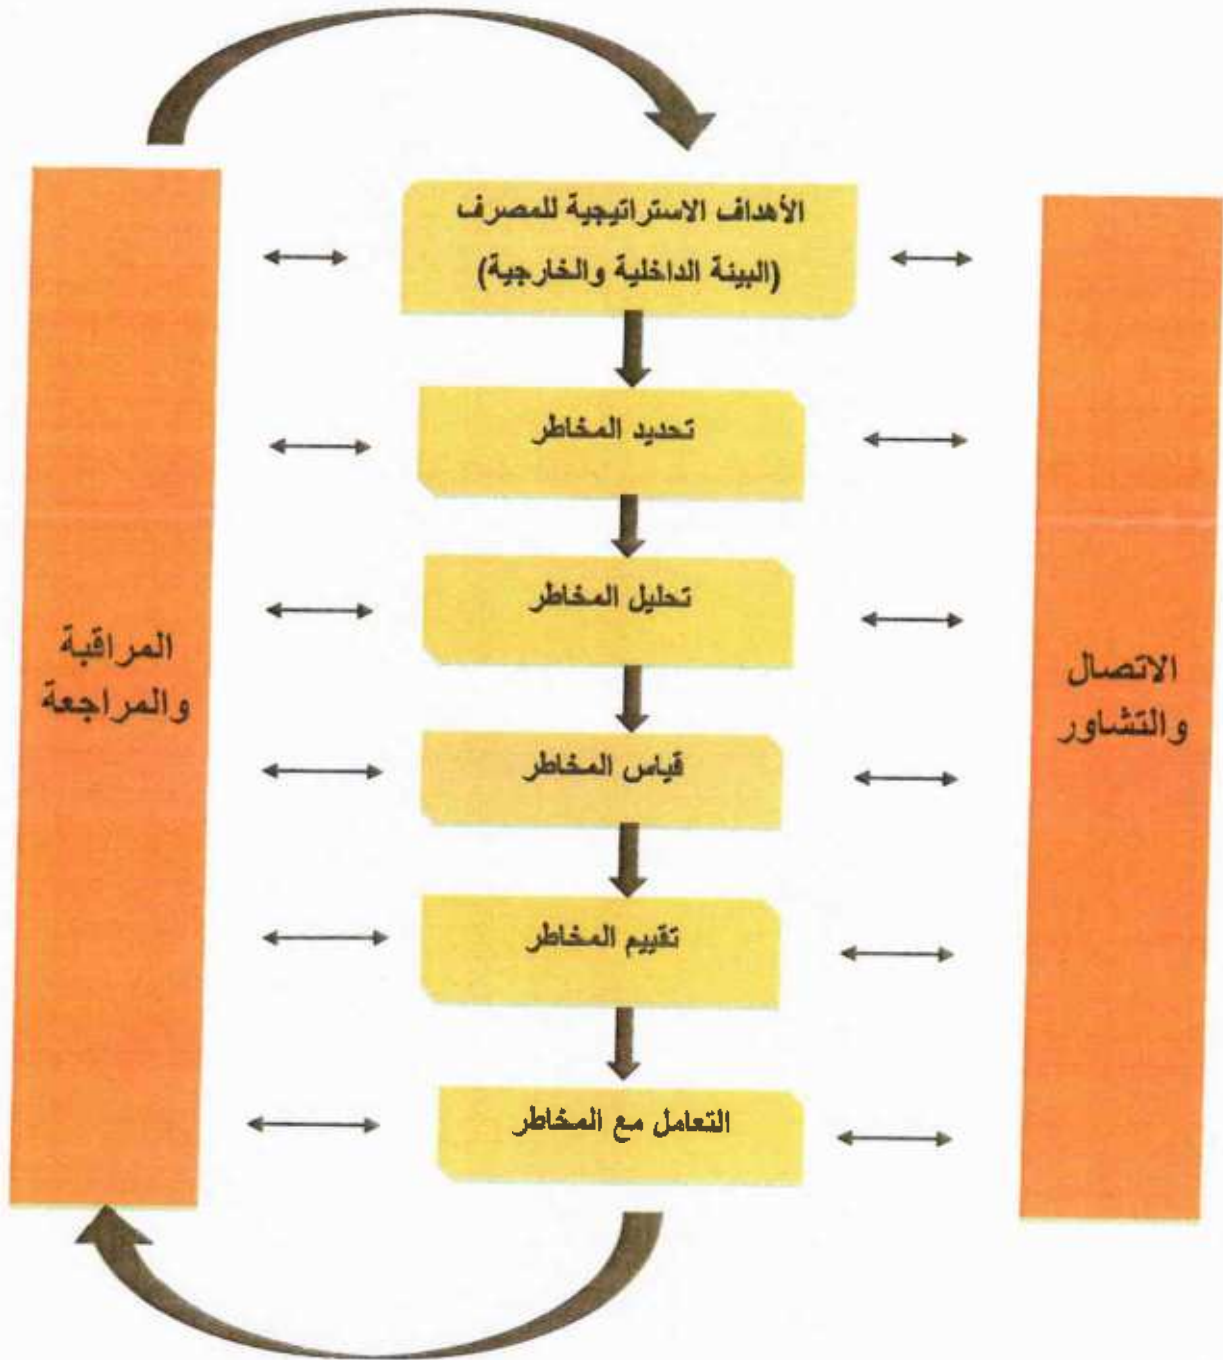 الأهداف الاستراتيجية للمصرف
(البيئة الداخلية والخارجية)
تحديد المخاطر
تحليل المخاطر
قياس المخاطر
تقييم المخاطر
التعامل مع المخاطر
الاتصال
والتشاور
المراقبة
والمراجعة